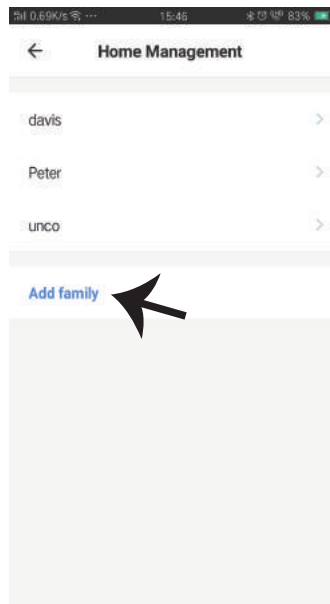 0.69K/s ··· 15:46 83%
← Home Management
davis
Peter
unco
Add family